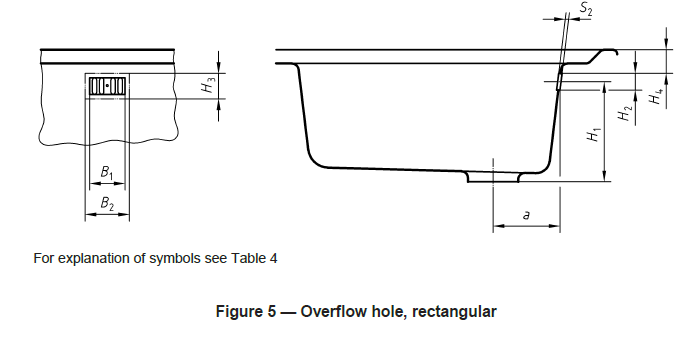 S2
H3
H4
H2
H1
B1
B2
a
For explanation of symbols see Table 4
Figure 5 — Overflow hole, rectangular